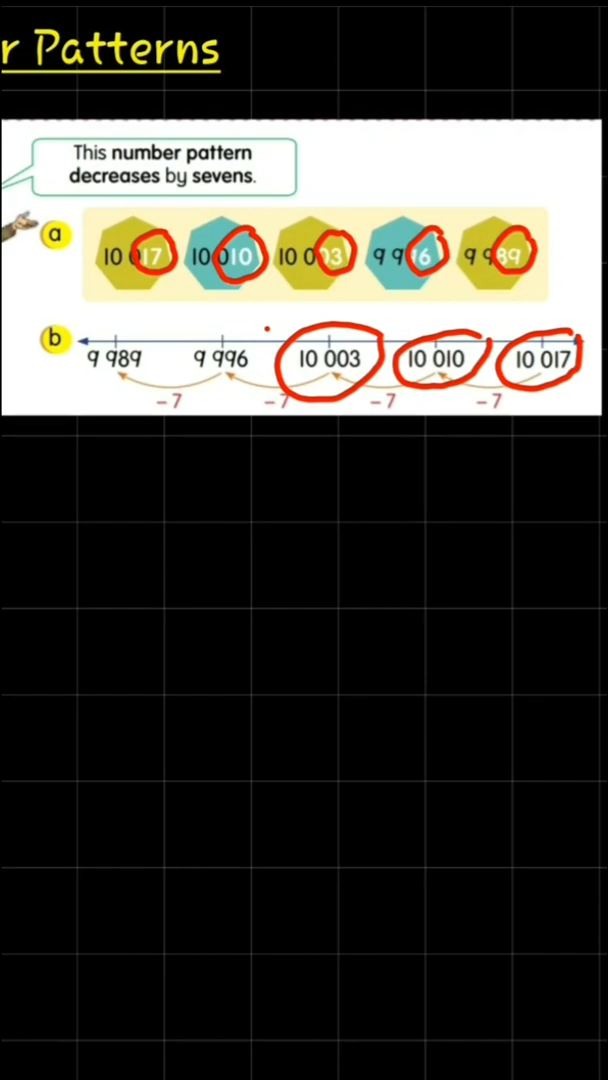 r Patterns
This number pattern
decreases by sevens.
a
10 017 10 010 10 003 9 996 9 989
b
9 989 9 996 10 003 10 010 10 017
-7 -7 -7 -7